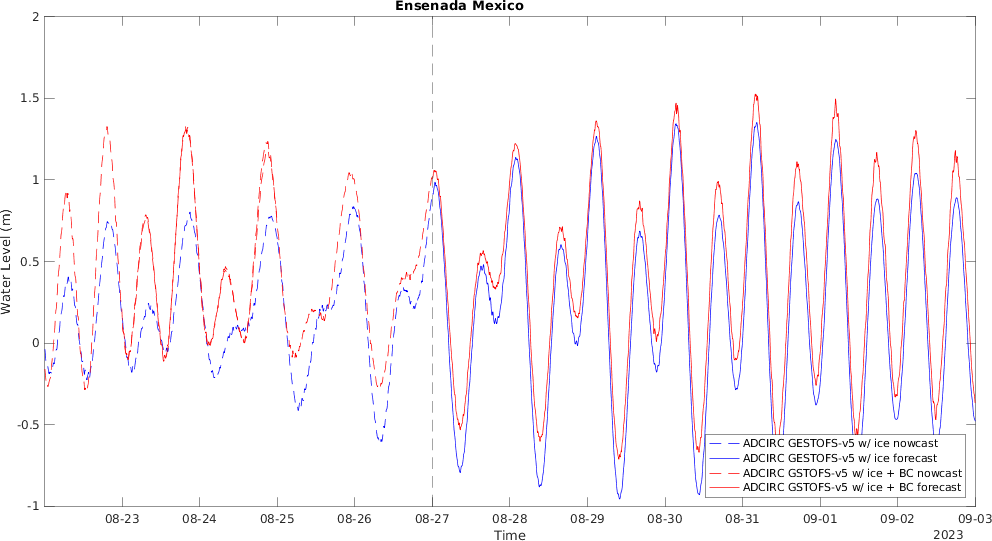 Ensenada Mexico
2
1.5
1
0.5
0
-0.5
-1
Water Level (m)
ADCIRC GESTOFS-v5 w/ ice nowcast
ADCIRC GESTOFS-v5 w/ ice forecast
ADCIRC GSTOFS-v5 w/ ice + BC nowcast
ADCIRC GSTOFS-v5 w/ ice + BC forecast
08-23 08-24 08-25 08-26 08-27 08-28 08-29 08-30 08-31 09-01 09-02 09-03
Time
2023